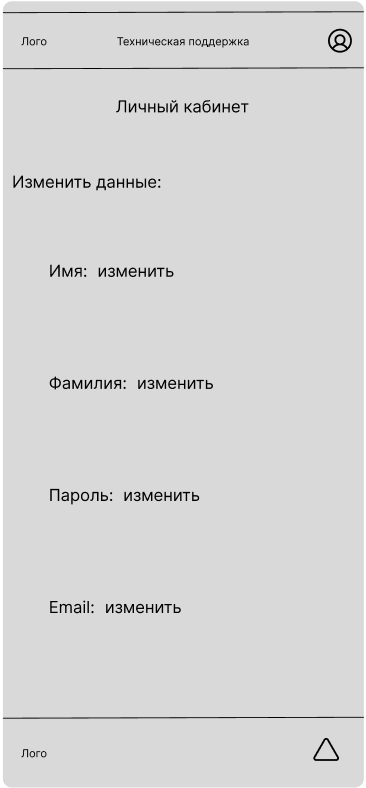 Лого Техническая поддержка
Личный кабинет
Изменить данные:
Имя: изменить
Фамилия: изменить
Пароль: изменить
Email: изменить
Лого